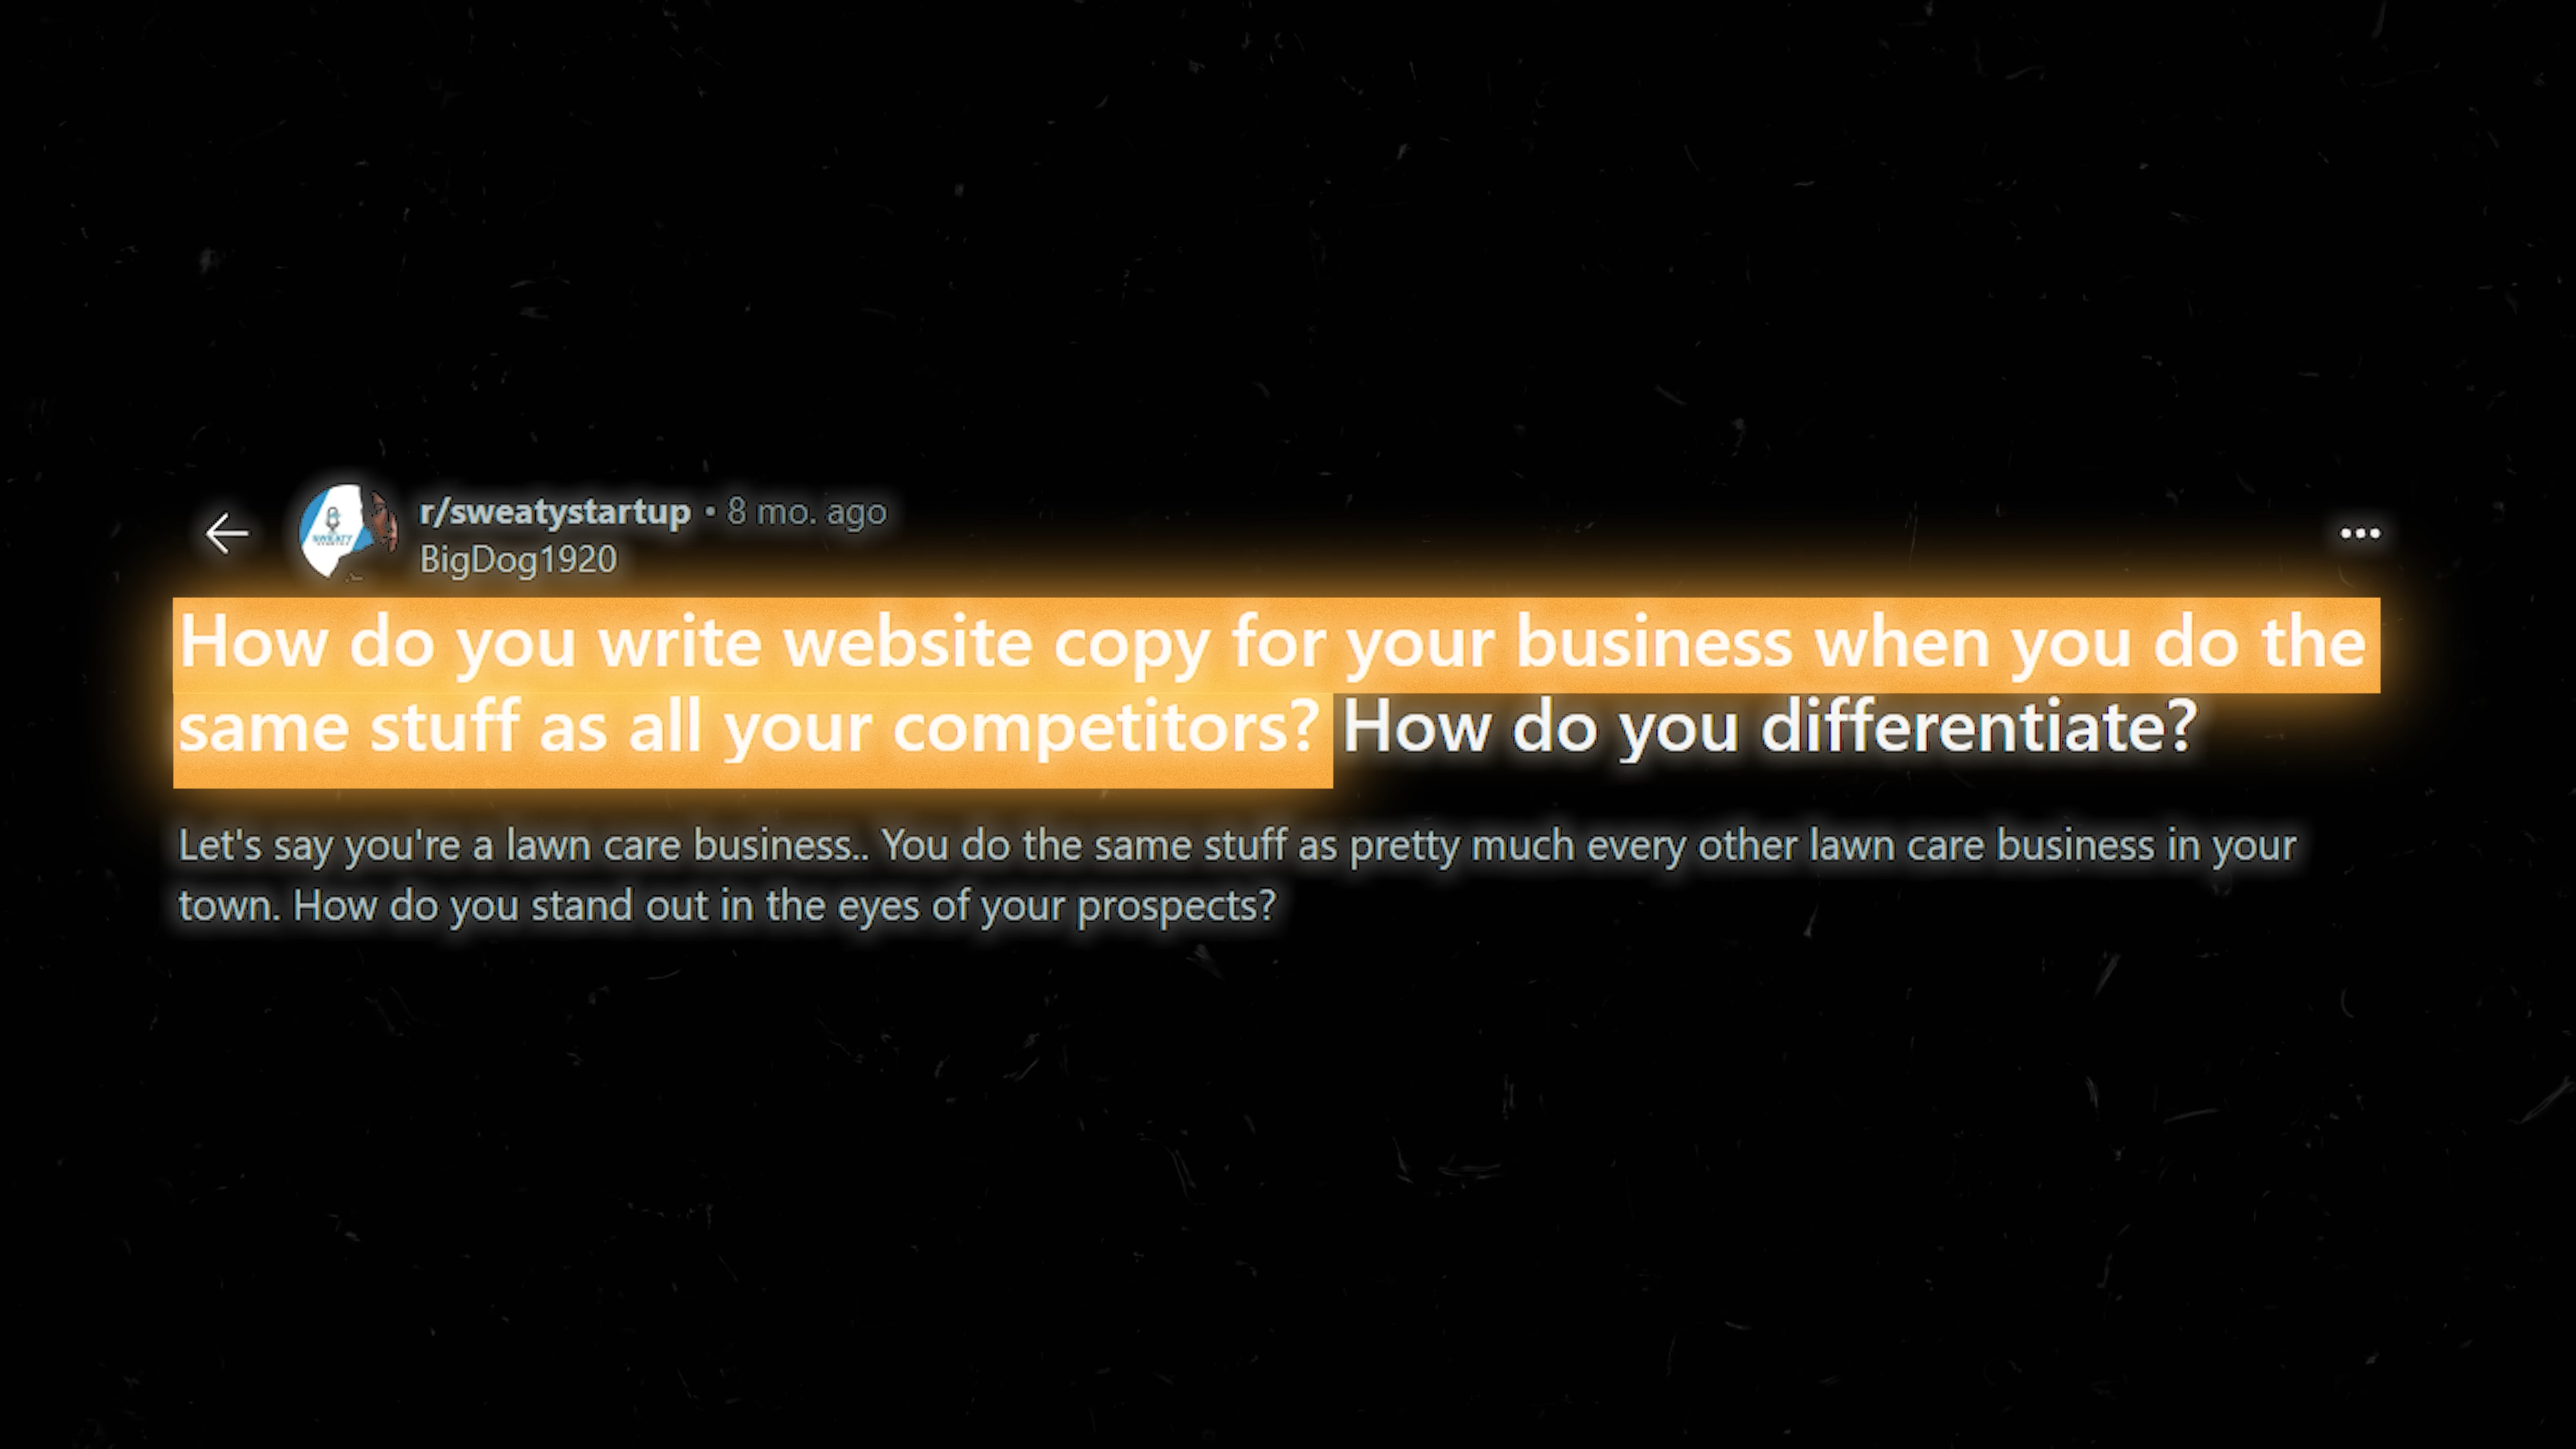 r/sweatystartup • 8 mo. ago
BigDog1920
How do you write website copy for your business when you do the
same stuff as all your competitors? How do you differentiate?
Let's say you're a lawn care business.. You do the same stuff as pretty much every other lawn care business in your
town. How do you stand out in the eyes of your prospects?